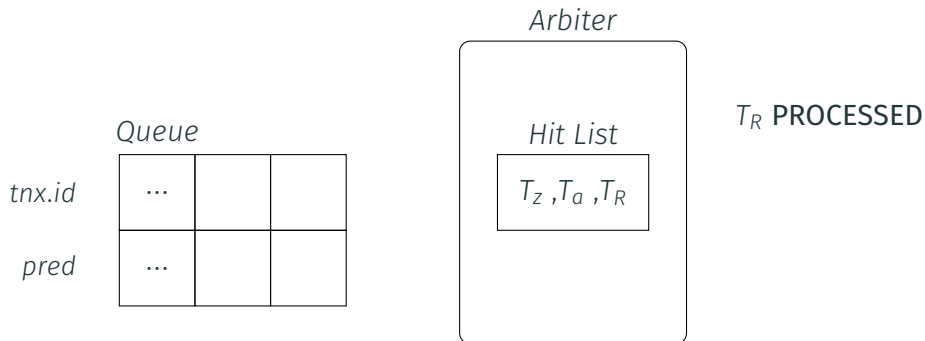 Arbiter
T_R PROCESSED
Queue
Hit List
tnx.id ... T_z ,T_a ,T_R
pred ...